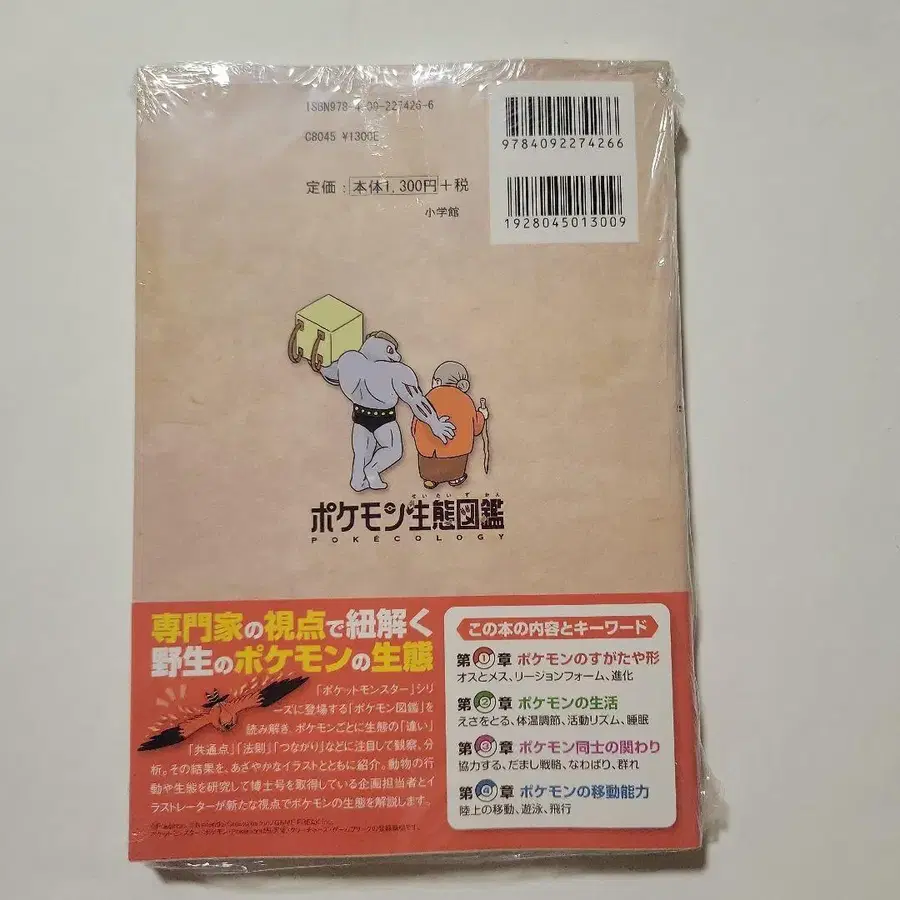 ISBN978-4-09-227426-6
C8045 ¥1300E
定価：本体1,300円＋税
小学館
9784092274266
1928045013009
せいたいずかん
ポケモン生態図鑑
POKÉCOLOGY
専門家の視点で紐解く
野生のポケモンの生態
「ポケットモンスター」シリ
ーズに登場する「ポケモン図鑑」を
読み解き、ポケモンごとに生態の「違い」
「共通点」「法則」「つながり」などに注目して観察、分
析。その結果を、あざやかなイラストとともに紹介。動物の行
動や生態を研究して博士号を取得している企画担当者とイ
ラストレーターが新たな視点でポケモンの生態を解説します。
この本の内容とキーワード
第1章 ポケモンのすがたや形
オスとメス、リージョンフォーム、進化
第2章 ポケモンの生活
えさをとる、体温調節、活動リズム、睡眠
第3章 ポケモン同士の関わり
協力する、だまし戦略、なわばり、群れ
第4章 ポケモンの移動能力
陸上の移動、遊泳、飛行